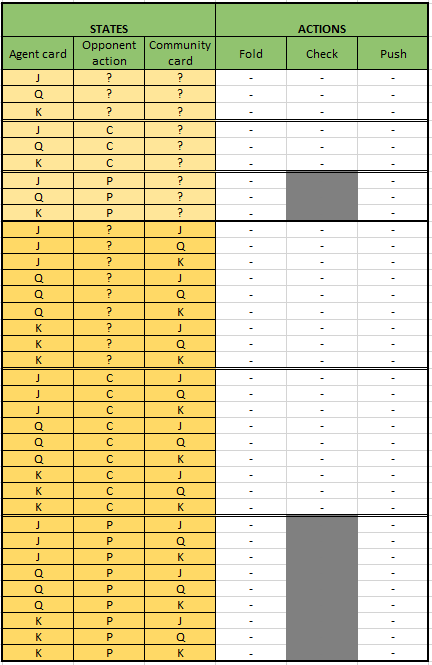 STATES ACTIONS
Agent card Opponent action Community card Fold Check Push
J ? ? - - -
Q ? ? - - -
K ? ? - - -
J C ? - - -
Q C ? - - -
K C ? - - -
J P ? - -
Q P ? - -
K P ? - -
J ? J - - -
J ? Q - - -
J ? K - - -
Q ? J - - -
Q ? Q - - -
Q ? K - - -
K ? J - - -
K ? Q - - -
K ? K - - -
J C J - - -
J C Q - - -
J C K - - -
Q C J - - -
Q C Q - - -
Q C K - - -
K C J - - -
K C Q - - -
K C K - - -
J P J - -
J P Q - -
J P K - -
Q P J - -
Q P Q - -
Q P K - -
K P J - -
K P Q - -
K P K - -